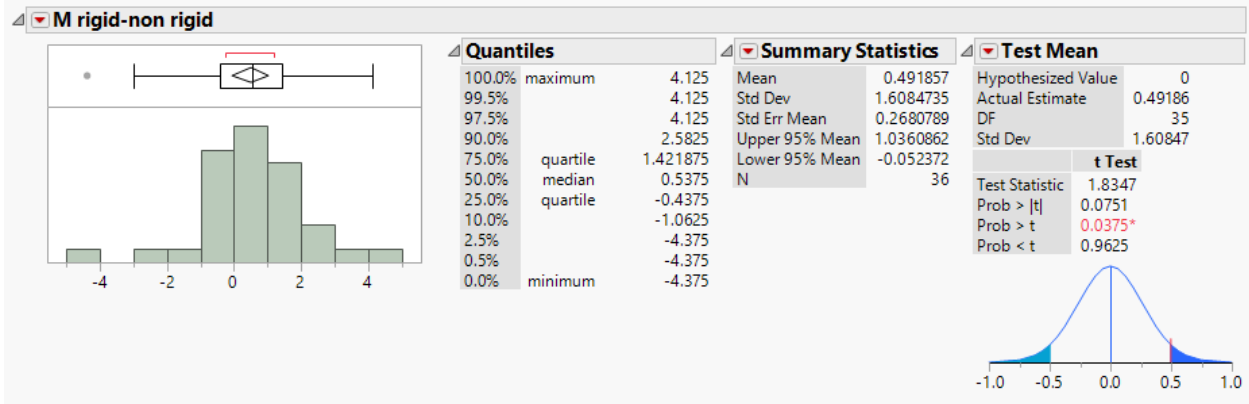 M rigid-non rigid
-4 -2 0 2 4
Quantiles
100.0% maximum 4.125
99.5% 4.125
97.5% 4.125
90.0% 2.5825
75.0% quartile 1.421875
50.0% median 0.5375
25.0% quartile -0.4375
10.0% -1.0625
2.5% -4.375
0.5% -4.375
0.0% minimum -4.375
Summary Statistics
Mean 0.491857
Std Dev 1.6084735
Std Err Mean 0.2680789
Upper 95% Mean 1.0360862
Lower 95% Mean -0.052372
N 36
Test Mean
Hypothesized Value 0
Actual Estimate 0.49186
DF 35
Std Dev 1.60847
t Test
Test Statistic 1.8347
Prob > |t| 0.0751
Prob > t 0.0375*
Prob < t 0.9625
-1.0 -0.5 0.0 0.5 1.0